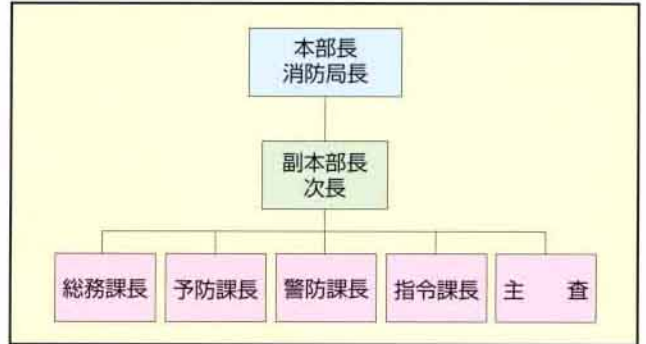 本部長
消防局長
副本部長
次長
総務課長
予防課長
警防課長
指令課長
主　査